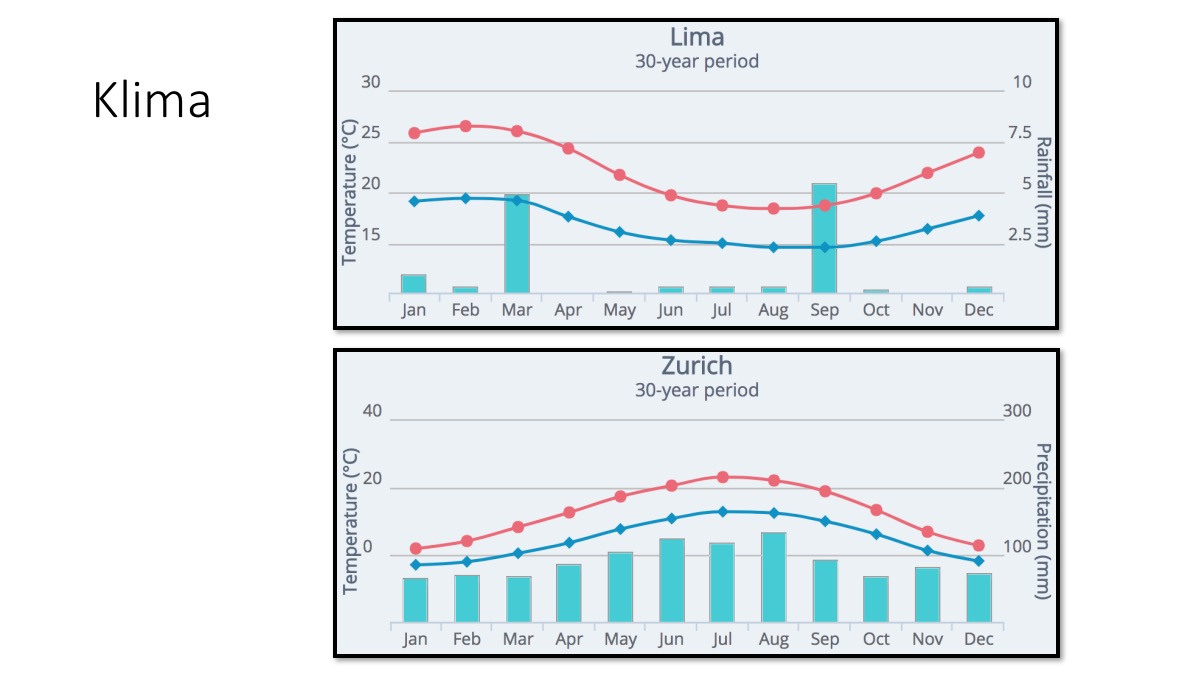 Klima
Lima
30-year period
30
25
20
15
Temperature (°C)
10
7.5
5
2.5
Rainfall (mm)
Jan Feb Mar Apr May Jun Jul Aug Sep Oct Nov Dec
Zurich
30-year period
40
20
0
Temperature (°C)
300
200
100
Precipitation (mm)
Jan Feb Mar Apr May Jun Jul Aug Sep Oct Nov Dec